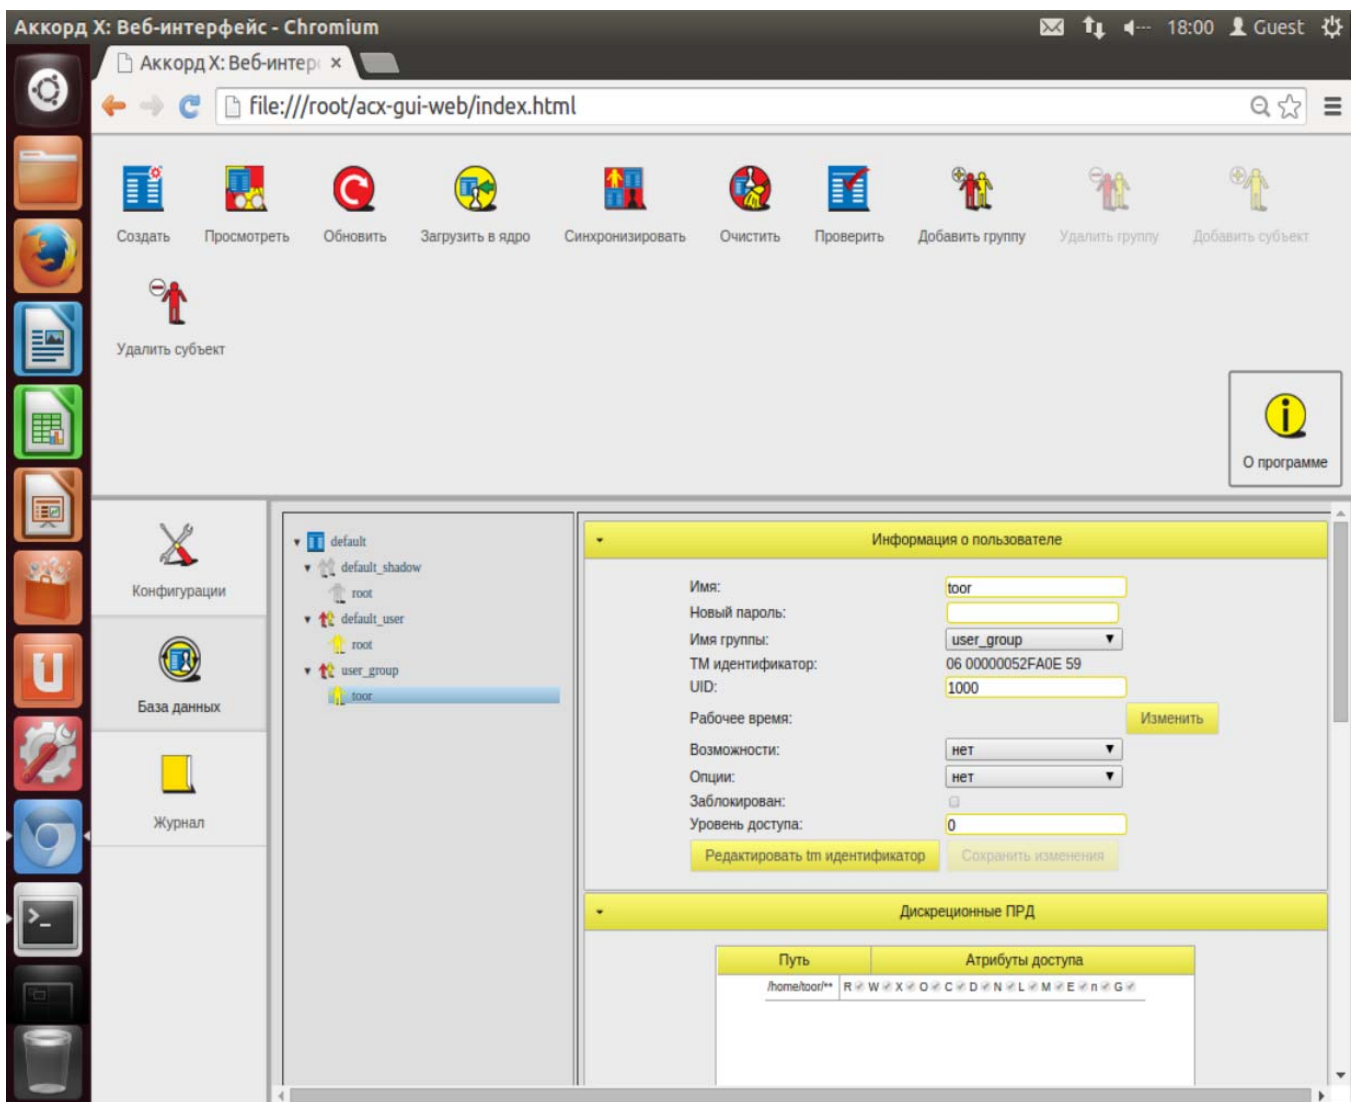 Аккорд X: Веб-интерфейс - Chromium
18:00 Guest
Аккорд X: Веб-интер
file:///root/acx-gui-web/index.html
Создать Просмотреть Обновить Загрузить в ядро Синхронизировать Очистить Проверить Добавить группу Удалить группу Добавить субъект
Удалить субъект
О программе
Конфигурации
База данных
Журнал
default
default_shadow
root
default_user
root
user_group
toor
Информация о пользователе
Имя: toor
Новый пароль:
Имя группы: user_group
ТМ идентификатор: 06 00000052FA0E 59
UID: 1000
Рабочее время: Изменить
Возможности: нет
Опции: нет
Заблокирован:
Уровень доступа: 0
Редактировать tm идентификатор Сохранить изменения
Дискреционные ПРД
Путь Атрибуты доступа
/home/toor/** R W X O C D N L M E n G